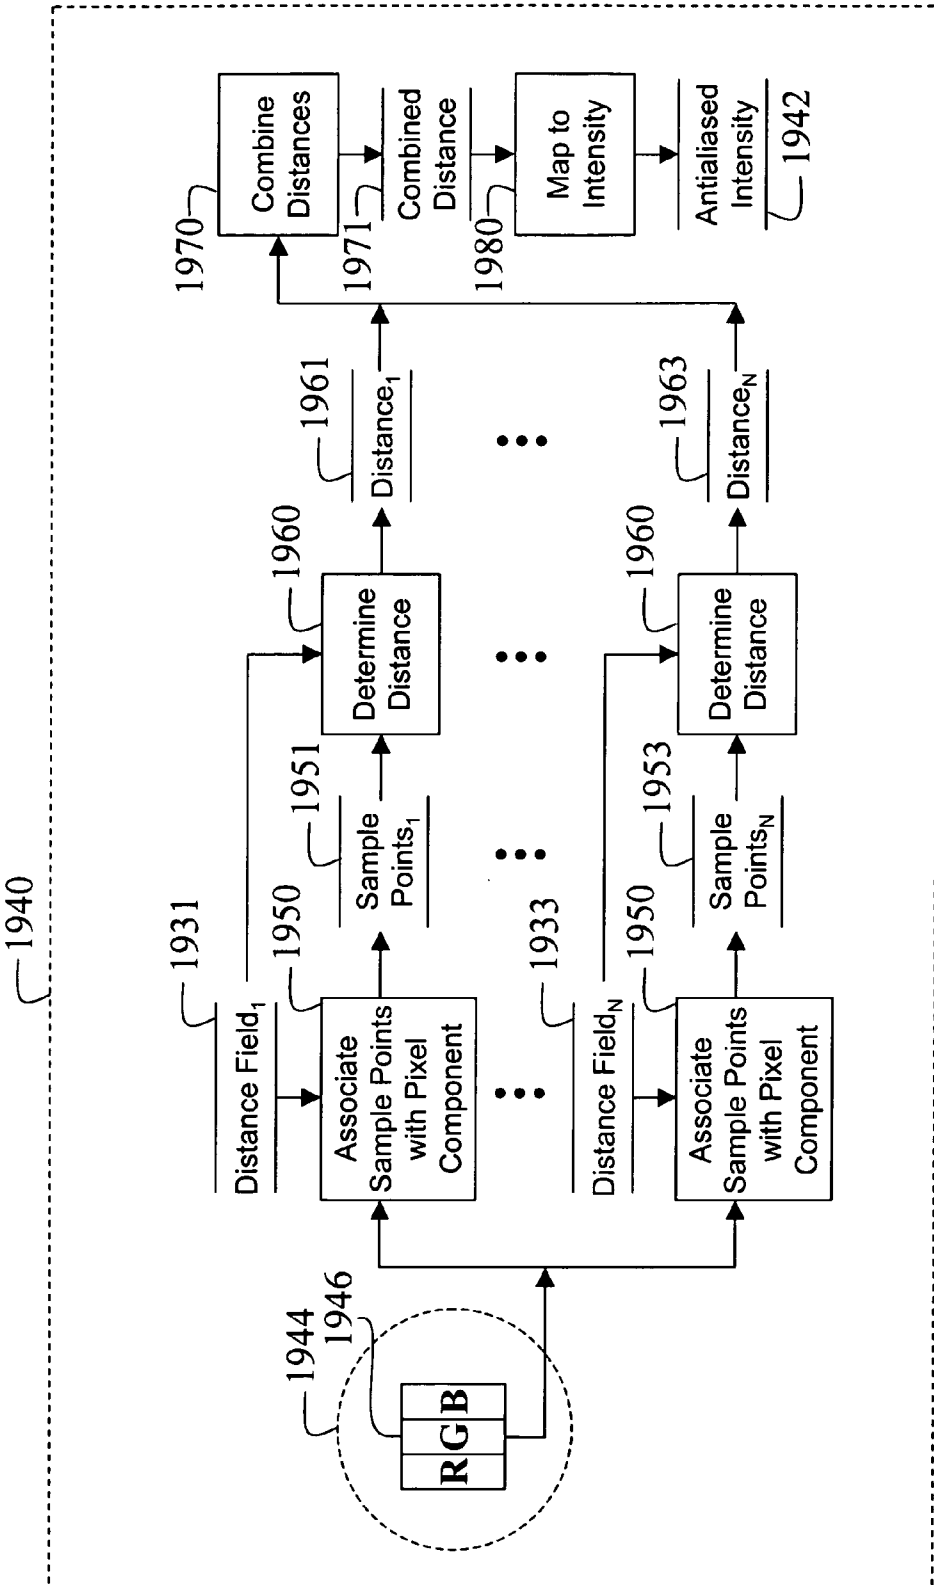 1940
1944
1946
R G B
1931
Distance Field1
1950
Associate
Sample Points
with Pixel
Component
1951
Sample
Points1
1960
Determine
Distance
1961
Distance1
1933
Distance FieldN
1950
Associate
Sample Points
with Pixel
Component
1953
Sample
PointsN
1960
Determine
Distance
1963
DistanceN
1970
Combine
Distances
1971
Combined
Distance
1980
Map to
Intensity
Antialiased
Intensity
1942